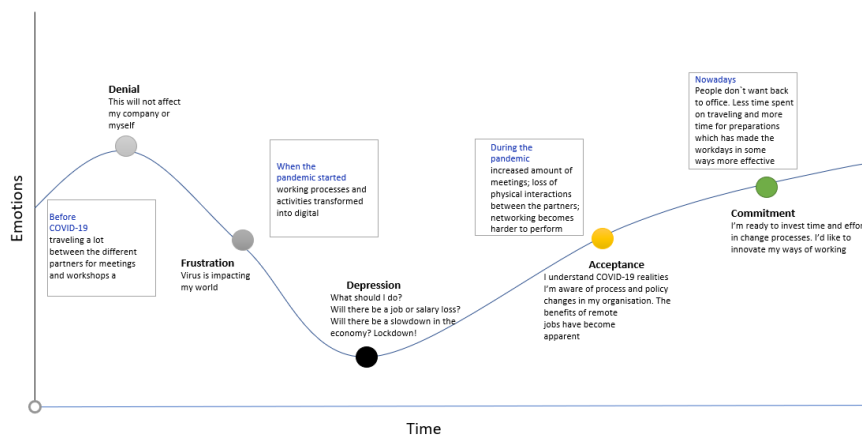 Denial
This will not affect
my company or
myself
Before
COVID-19
traveling a lot
between the different
partners for meetings
and workshops a
Frustration
Virus is impacting
my world
When the
pandemic started
working processes and
activities transformed
into digital
Depression
What should I do?
Will there be a job or salary loss?
Will there be a slowdown in the
economy? Lockdown!
During the
pandemic
increased amount of
meetings; loss of
physical interactions
between the partners;
networking becomes
harder to perform
Acceptance
I understand COVID-19 realities
I'm aware of process and policy
changes in my organisation. The
benefits of remote
jobs have become
apparent
Nowadays
People don`t want back
to office. Less time spent
on traveling and more
time for preparations
which has made the
workdays in some
ways more effective
Commitment
I'm ready to invest time and effor
in change processes. I'd like to
innovate my ways of working
Emotions
Time